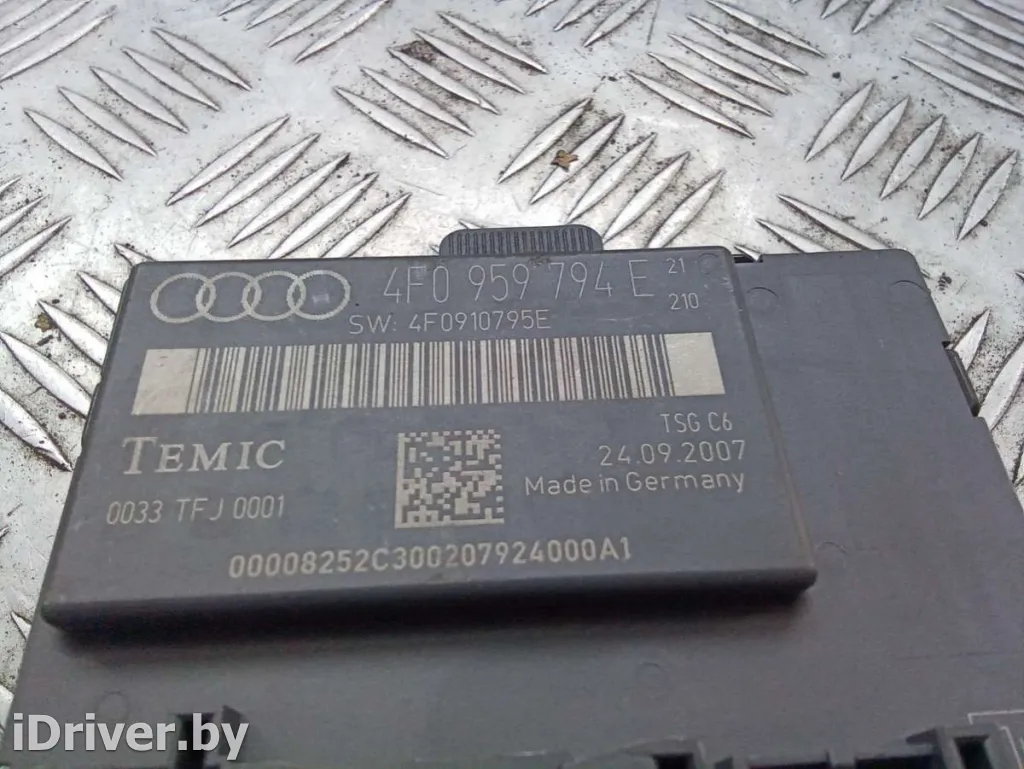 4F0 959 794 E 21
210
SW: 4F0910795E
TEMIC
TSG C6
24.09.2007
Made in Germany
0033 TFJ 0001
00008252C300207924000A1
iDriver.by